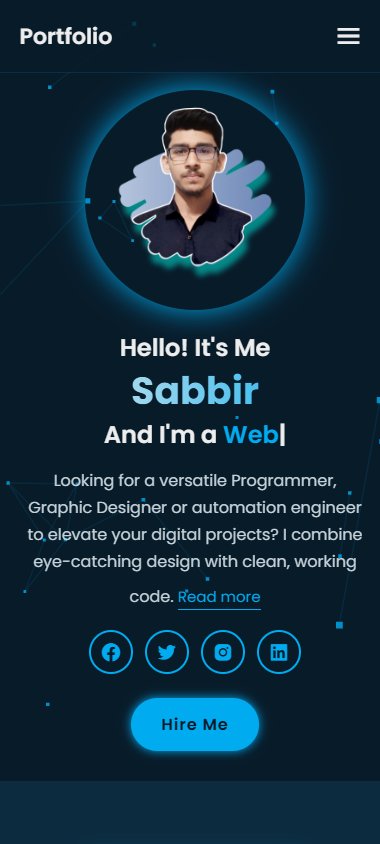 Portfolio
Hello! It's Me
Sabbir
And I'm a Web|
Looking for a versatile Programmer,
Graphic Designer or automation engineer
to elevate your digital projects? I combine
eye-catching design with clean, working
code. Read more
Hire Me